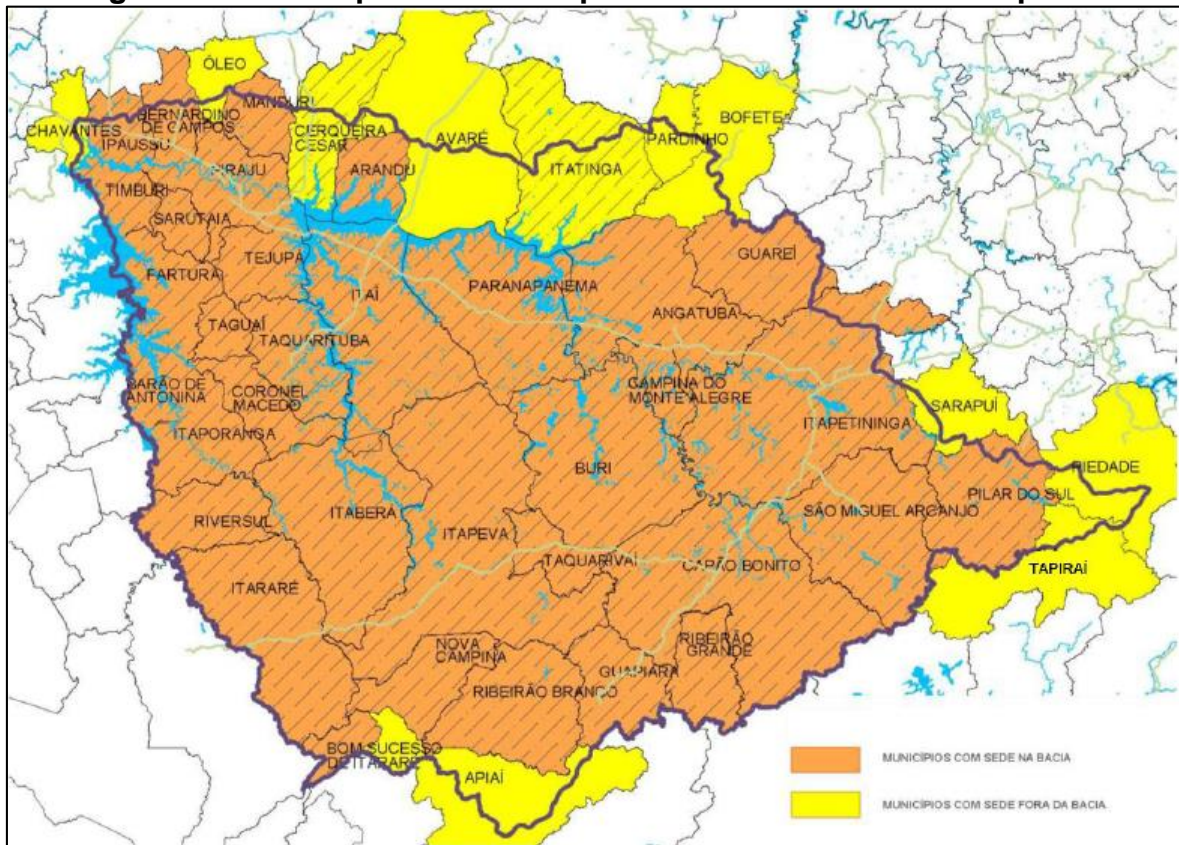 ÓLEO
CHAVANTES
BERNARDINO
DE CAMPOS
MANDURI
IPAUSSU
CERQUEIRA
CESAR
AVARÉ
PARDINHO
BOFETE
PIRAJU
ARANDU
ITATINGA
TIMBURI
SARUTAIA
TEJUPÁ
FARTURA
ITAÍ
PARANAPANEMA
GUAREÍ
ANGATUBA
TAGUAÍ
TAQUARITUBA
BARÃO DE
ANTONINA
CORONEL
MACEDO
CAMPINA DO
MONTE ALEGRE
SARAPUÍ
ITAPORANGA
ITAPETININGA
BURI
PIEDADE
PILAR DO SUL
RIVERSUL
ITABERA
ITAPEVA
SÃO MIGUEL ARCANJO
TAQUARIVAÍ
CAPÃO BONITO
TAPIRAÍ
ITARARÉ
NOVA
CAMPINA
GUAPIARA
RIBEIRÃO
GRANDE
RIBEIRÃO BRANCO
BOM SUCESSO
DE ITARARÉ
APIAÍ
MUNICÍPIOS COM SEDE NA BACIA
MUNICÍPIOS COM SEDE FORA DA BACIA